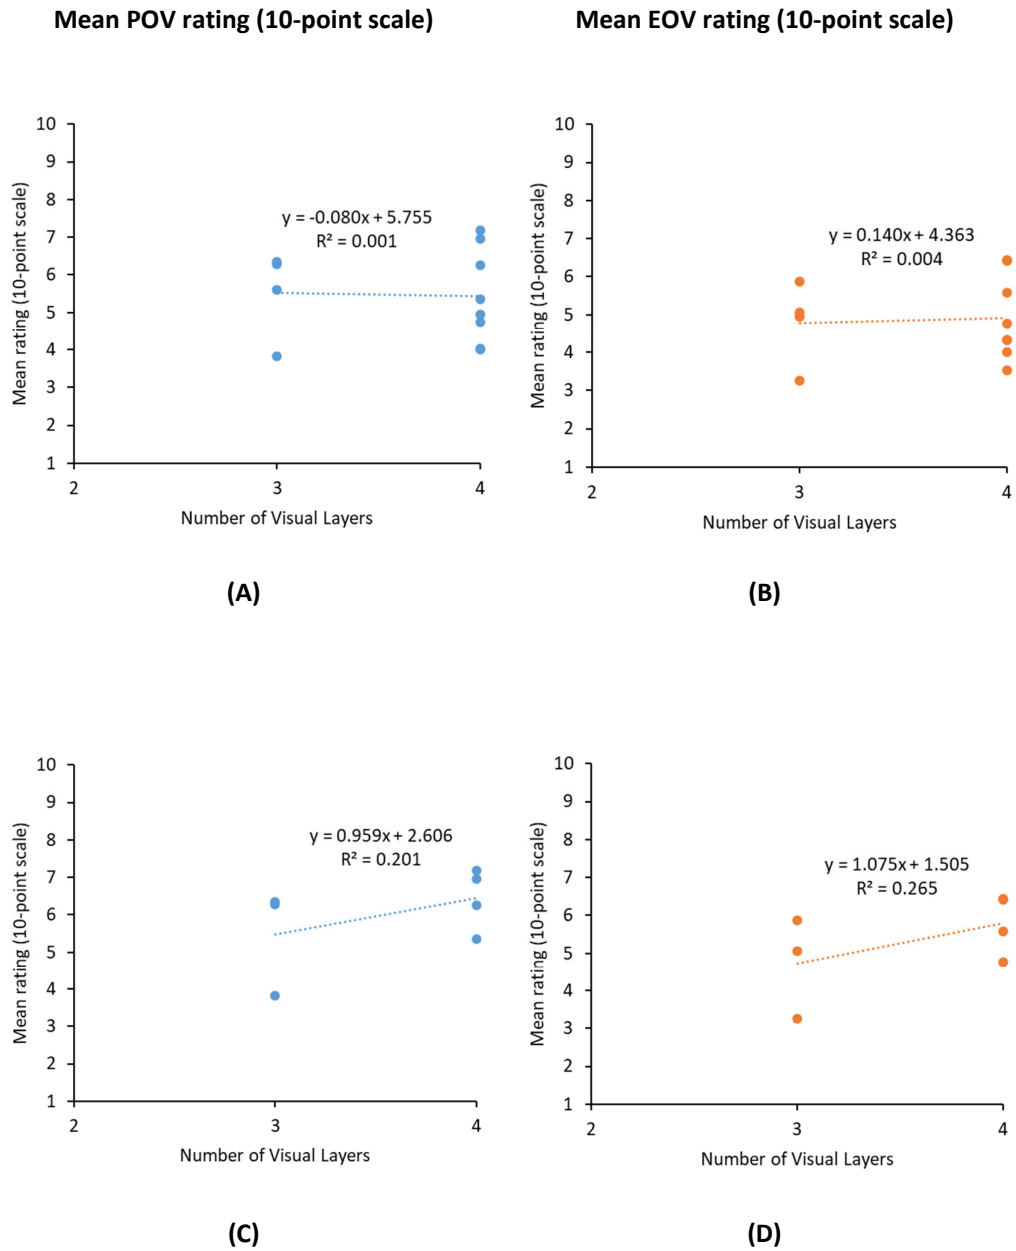 Mean POV rating (10-point scale)
Mean EOV rating (10-point scale)
Mean rating (10-point scale)
10
9
8
7
6
5
4
3
2
1
y = -0.080x + 5.755
R² = 0.001
2
3
4
Number of Visual Layers
(A)
Mean rating (10-point scale)
10
9
8
7
6
5
4
3
2
1
y = 0.140x + 4.363
R² = 0.004
2
3
4
Number of Visual Layers
(B)
Mean rating (10-point scale)
10
9
8
7
6
5
4
3
2
1
y = 0.959x + 2.606
R² = 0.201
2
3
4
Number of Visual Layers
(C)
Mean rating (10-point scale)
10
9
8
7
6
5
4
3
2
1
y = 1.075x + 1.505
R² = 0.265
2
3
4
Number of Visual Layers
(D)